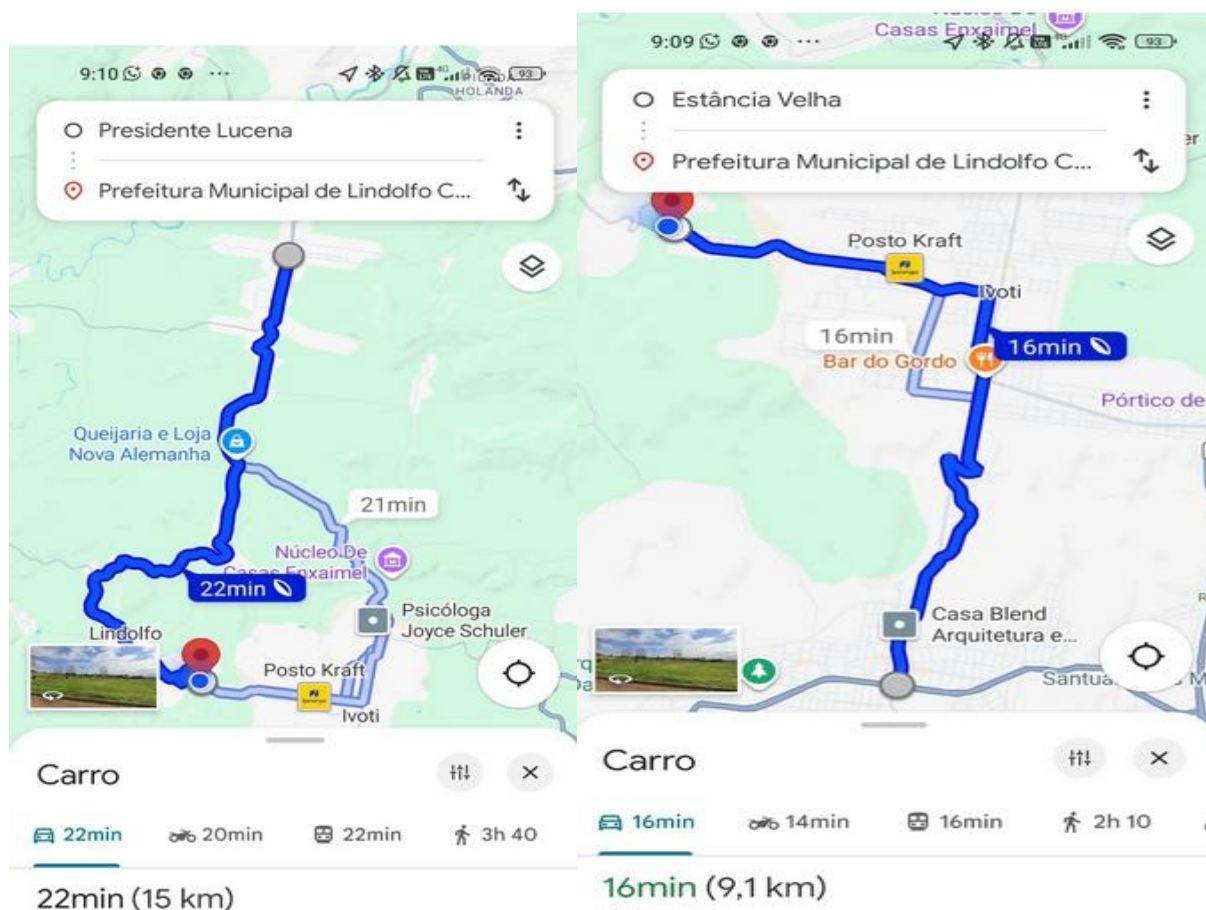 9:10
HOLANDA
Presidente Lucena
Prefeitura Municipal de Lindolfo C...
Queijaria e Loja
Nova Alemanha
21min
Núcleo De
Casas Enxaimel
22min
Psicóloga
Joyce Schuler
Lindolfo
Posto Kraft
Ivoti
Carro
22min
20min
22min
3h 40
22min (15 km)
Casas Enxaimel
9:09
4G
93
Estância Velha
Prefeitura Municipal de Lindolfo C...
Posto Kraft
Ivoti
16min
16min
Bar do Gordo
Pórtico de
Casa Blend
Arquitetura e...
Carro
16min
14min
16min
2h 10
16min (9,1 km)